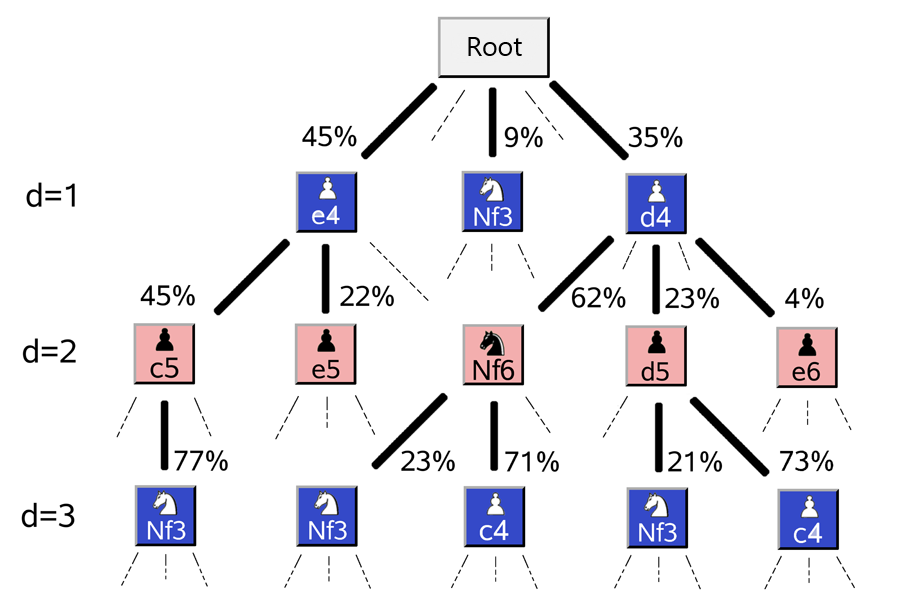 Root
45%
9%
35%
d=1
e4
Nf3
d4
45%
22%
62%
23%
4%
d=2
c5
e5
Nf6
d5
e6
77%
23%
71%
21%
73%
d=3
Nf3
Nf3
c4
Nf3
c4